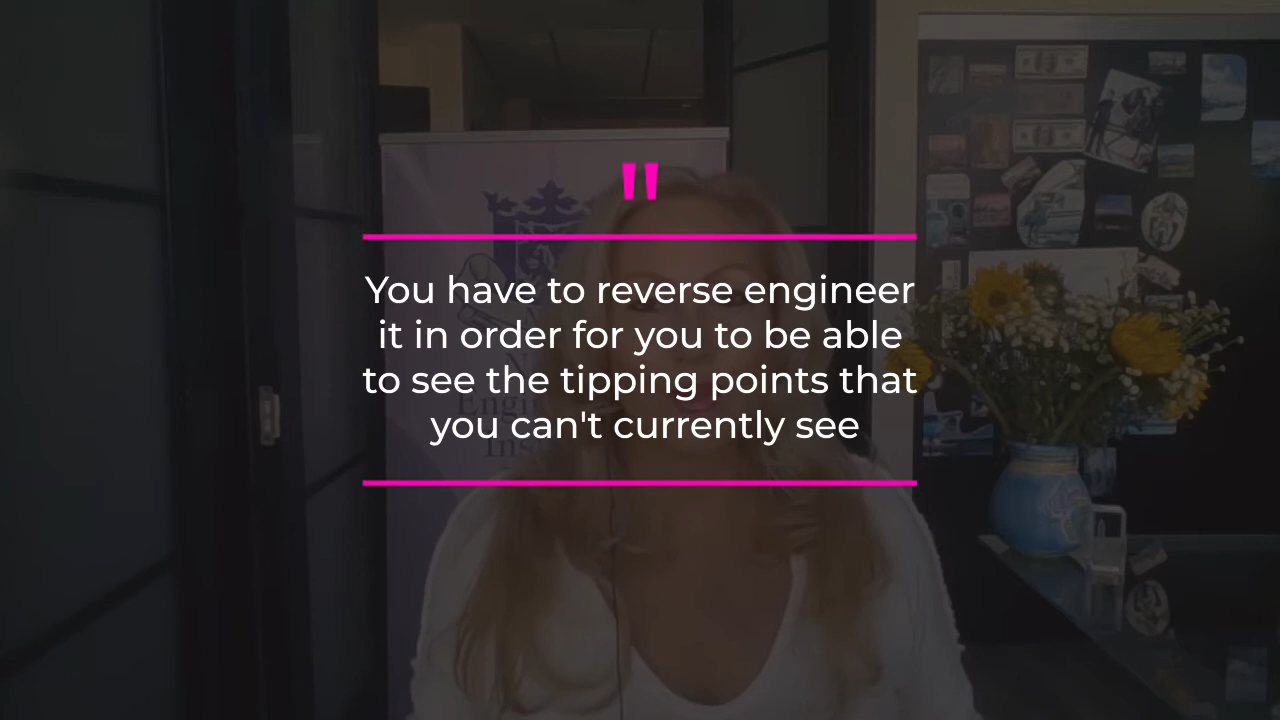 "
You have to reverse engineer
it in order for you to be able
to see the tipping points that
you can't currently see